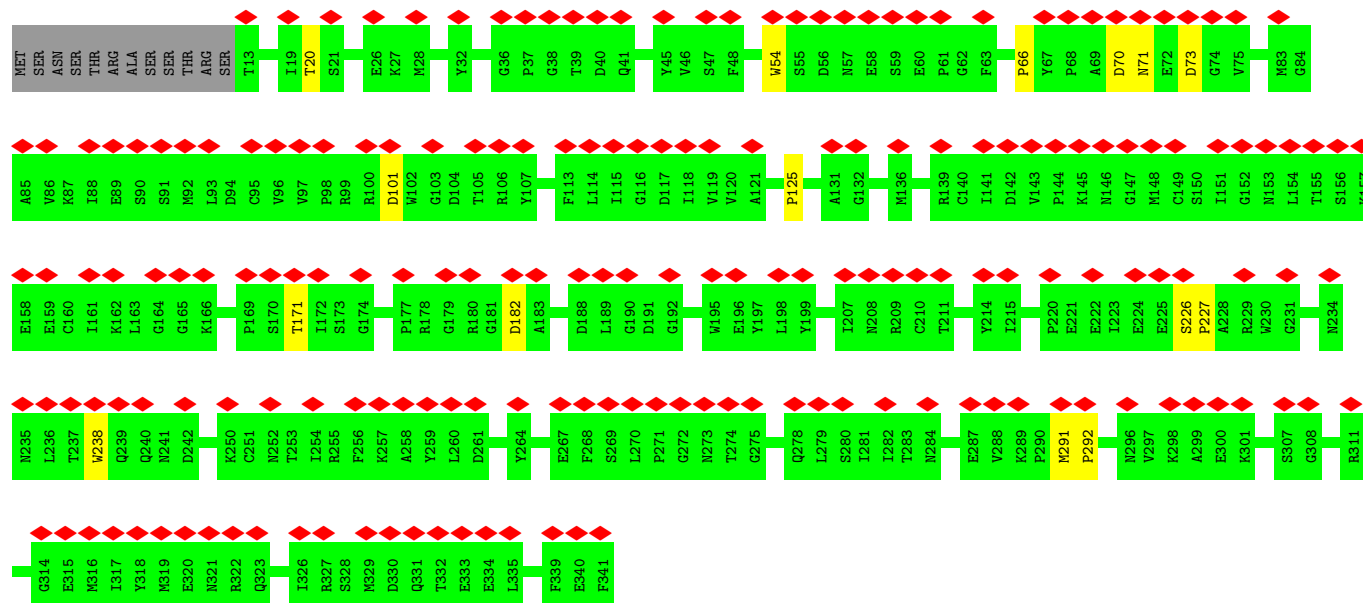 MET SER ASN SER THR ARG ALA SER SER THR ARG SER T13 I19 T20 S21 E26 K27 M28 Y32 G36 P37 G38 T39 D40 Q41 Y45 V46 S47 F48 W54 S55 D56 N57 E58 S59 E60 P61 G62 F63 P66 Y67 P68 A69 D70 N71 E72 D73 G74 V75 M83 G84
A85 V86 K87 I88 E89 S90 S91 M92 L93 D94 C95 V96 V97 P98 R99 R100 D101 W102 G103 D104 T105 R106 Y107 F113 L114 I115 G116 D117 I118 V119 V120 A121 P125 A131 G132 M136 R139 C140 I141 D142 V143 P144 K145 N146 G147 M148 C149 S150 I151 G152 N153 L154 T155 S156 K157
E158 E159 C160 I161 K162 L163 G164 G165 K166 P169 S170 T171 I172 S173 G174 P177 R178 G179 R180 G181 D182 A183 D188 L189 G190 D191 G192 W195 E196 Y197 L198 Y199 I207 N208 R209 C210 T211 Y214 I215 P220 E221 E222 I223 E224 E225 S226 P227 A228 R229 W230 G231 N234
N235 L236 T237 W238 Q239 Q240 N241 D242 K250 C251 N252 T253 I254 R255 F256 K257 A258 Y259 L260 D261 Y264 E267 F268 S269 L270 P271 G272 N273 T274 G275 Q278 L279 S280 I281 I282 T283 N284 E287 V288 K289 P290 M291 P292 N296 V297 K298 A299 E300 K301 S307 G308 R311
G314 E315 M316 I317 Y318 M319 E320 N321 R322 Q323 I326 R327 S328 M329 D330 Q331 T332 E333 E334 L335 F339 E340 F341